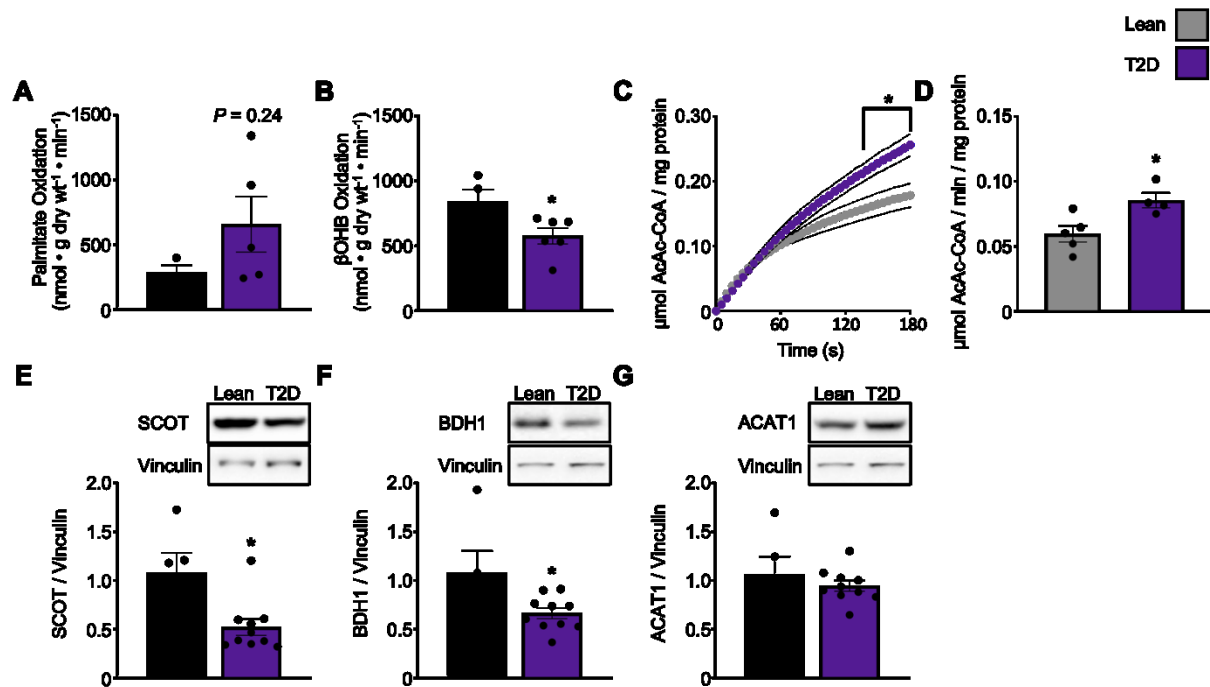 Lean
T2D
A
P = 0.24
Palmitate Oxidation
(nmol • g dry wt⁻¹ • min⁻¹)
1500
1000
500
0
B
*
βOHB Oxidation
(nmol • g dry wt⁻¹ • min⁻¹)
1500
1000
500
0
C
*
μmol AcAc-CoA / mg protein
0.30
0.20
0.10
0
0 60 120 180
Time (s)
D
*
μmol AcAc-CoA / min / mg protein
0.15
0.10
0.05
0
E
Lean T2D
SCOT
Vinculin
*
SCOT / Vinculin
2.0
1.5
1.0
0.5
0
F
Lean T2D
BDH1
Vinculin
*
BDH1 / Vinculin
2.0
1.5
1.0
0.5
0
G
Lean T2D
ACAT1
Vinculin
ACAT1 / Vinculin
2.0
1.5
1.0
0.5
0